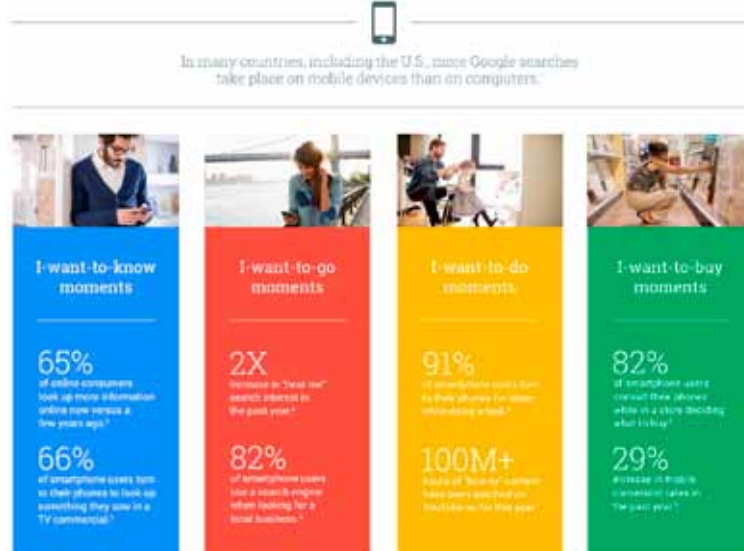 In many countries, including the U.S., more Google searches
take place on mobile devices than on computers.
I-want-to-know
moments
65%
of online consumers
look up more information
online now versus a
few years ago.
66%
of smartphone users turn
to their phones to look up
something they saw in a
TV commercial.
I-want-to-go
moments
2X
increase in "near me"
search interest in
the past year.
82%
of smartphone users
use a search engine
when looking for a
local business.
I-want-to-do
moments
91%
of smartphone users turn
to their phones for ideas
while doing a task.
100M+
hours of "how-to" content
have been watched on
YouTube so far this year.
I-want-to-buy
moments
82%
of smartphone users
consult their phones
while in a store deciding
what to buy.
29%
increase in mobile
conversion rates in
the past year.